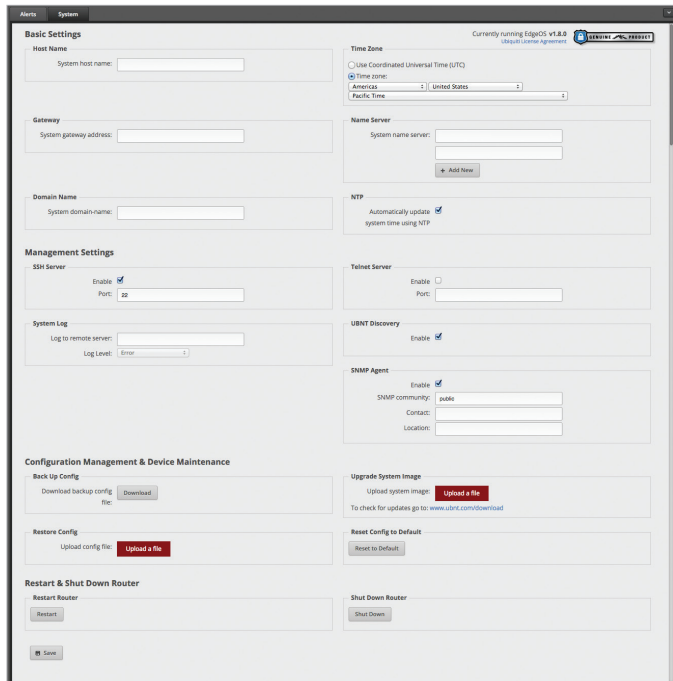 Alerts
System
Basic Settings
Currently running EdgeOS v1.8.0
Ubiquiti License Agreement
GENUINE PRODUCT
Host Name
System host name:
Time Zone
Use Coordinated Universal Time (UTC)
Time zone:
Americas
United States
Pacific Time
Gateway
System gateway address:
Name Server
System name server:
+ Add New
Domain Name
System domain-name:
NTP
Automatically update
system time using NTP
Management Settings
SSH Server
Enable
Port: 22
Telnet Server
Enable
Port:
System Log
Log to remote server:
Log Level: Error
UBNT Discovery
Enable
SNMP Agent
Enable
SNMP community: public
Contact:
Location:
Configuration Management & Device Maintenance
Back Up Config
Download backup config
file:
Download
Upgrade System Image
Upload system image: Upload a file
To check for updates go to: www.ubnt.com/download
Restore Config
Upload config file: Upload a file
Reset Config to Default
Reset to Default
Restart & Shut Down Router
Restart Router
Restart
Shut Down Router
Shut Down
Save